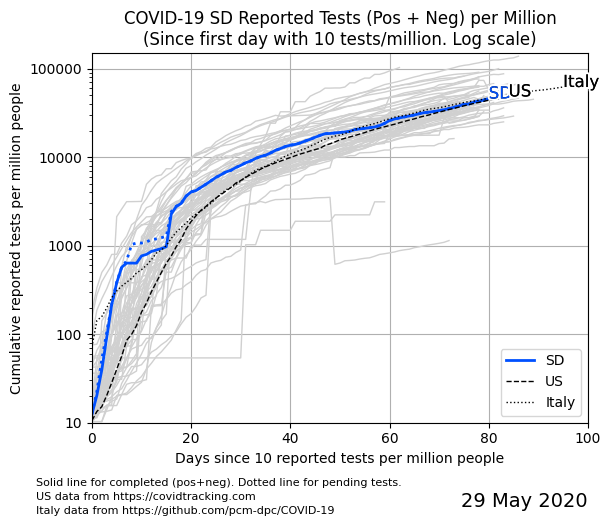 COVID-19 SD Reported Tests (Pos + Neg) per Million
(Since first day with 10 tests/million. Log scale)
Cumulative reported tests per million people
100000
10000
1000
100
10
SD
US
Italy
SD
US
Italy
0
20
40
60
80
100
Days since 10 reported tests per million people
Solid line for completed (pos+neg). Dotted line for pending tests.
US data from https://covidtracking.com
Italy data from https://github.com/pcm-dpc/COVID-19
29 May 2020